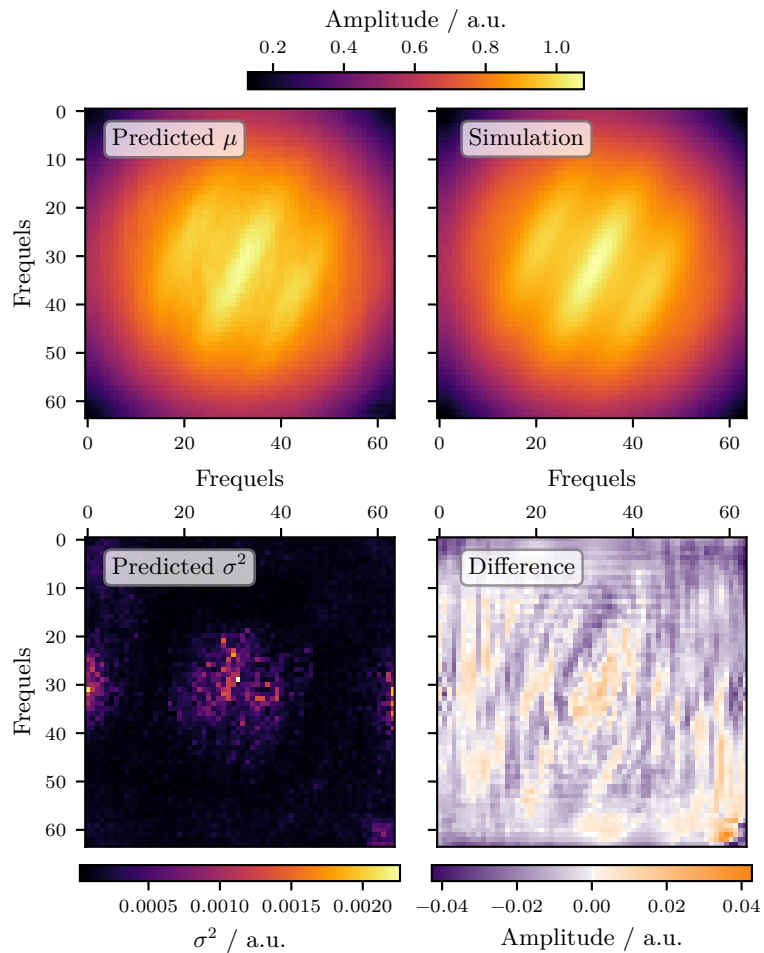 Amplitude / a.u.
0.2 0.4 0.6 0.8 1.0
Predicted μ
0
10
20
30
40
50
60
Frequels
0 20 40 60
Frequels
Simulation
0 20 40 60
Frequels
0 20 40 60
Predicted σ²
0
10
20
30
40
50
60
Frequels
0.0005 0.0010 0.0015 0.0020
σ² / a.u.
0 20 40 60
Difference
−0.04 −0.02 0.00 0.02 0.04
Amplitude / a.u.